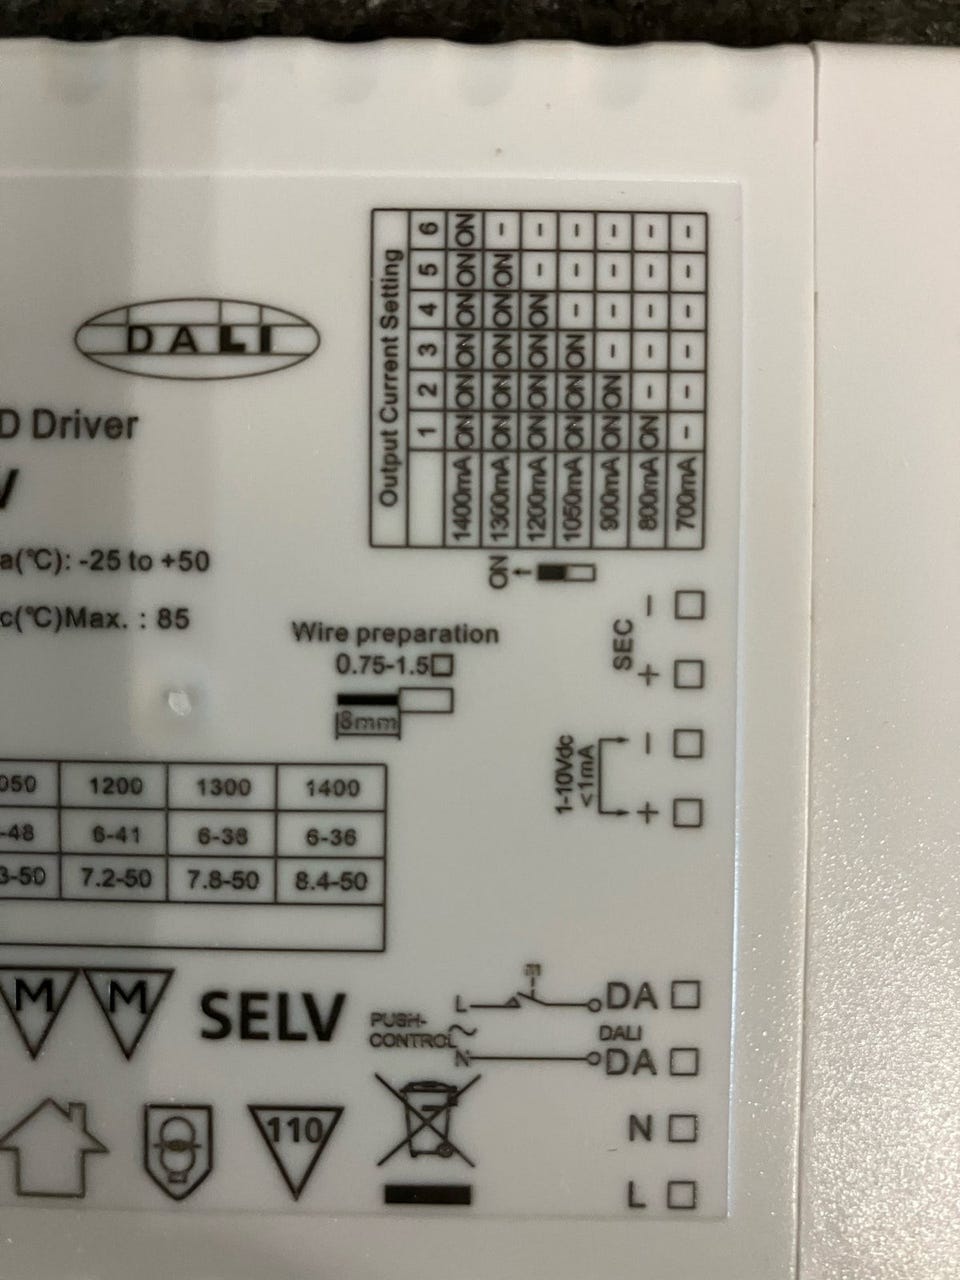 DALI
D Driver
V
a(℃): -25 to +50
c(℃)Max. : 85
Wire preparation
0.75-1.5□
8mm
Output Current Setting
1 2 3 4 5 6
1400mA ON ON ON ON ON ON
1300mA ON ON ON ON ON -
1200mA ON ON ON ON - -
1050mA ON ON ON - - -
900mA ON ON - - - -
800mA ON - - - - -
700mA - - - - - -
ON
SEC - +
1-10Vdc
<1mA
- +
050 1200 1300 1400
-48 6-41 6-38 6-36
3-50 7.2-50 7.8-50 8.4-50
M M SELV
PUSH-
CONTROL~
L
N
DA
DALI
DA
N
L
110